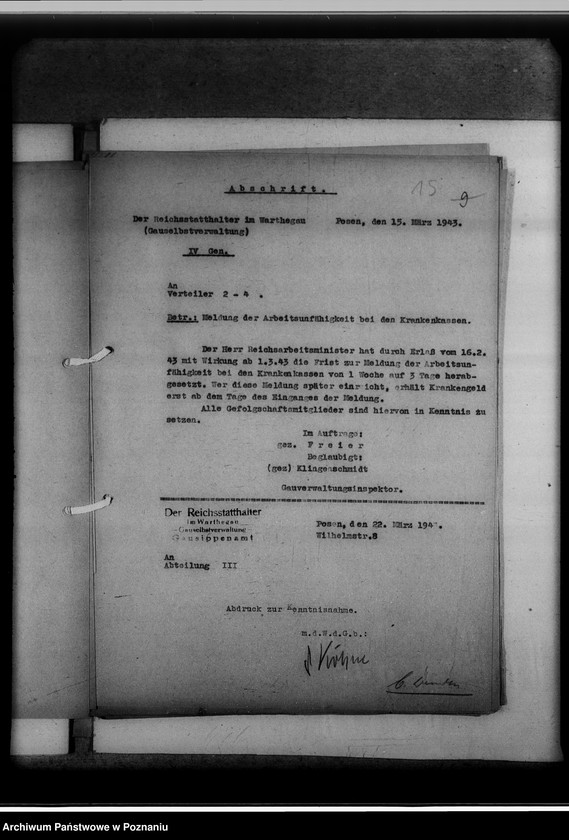 Abschrift.
15 9
Der Reichsstatthalter im Warthegau Posen, den 15. März 1943.
(Gauselbstverwaltung)
IV Gen.
An
Verteiler 2 - 4 .
Betr.: Meldung der Arbeitsunfähigkeit bei den Krankenkassen.
Der Herr Reichsarbeitsminister hat durch Erlaß vom 16.2.
43 mit Wirkung ab 1.3.43 die Frist zur Meldung der Arbeitsun-
fähigkeit bei den Krankenkassen von 1 Woche auf 3 Tage herab-
gesetzt. Wer diese Meldung später einreicht, erhält Krankengeld
erst ab dem Tage des Einganges der Meldung.
Alle Gefolgschaftsmitglieder sind hiervon in Kenntnis zu
setzen.
Im Auftrage:
gez. Freier
Beglaubigt:
(gez) Klingenschmidt
Gauverwaltungsinspektor.
Der Reichsstatthalter
im Warthegau
Gauselbstverwaltung
Gausippenamt
Posen, den 22. März
Wilhelmstr.8
An
Abteilung III
Abdruck zur Kenntnisnahme.
m.d.W.d.G.b.:
Archiwum Państwowe w Poznaniu